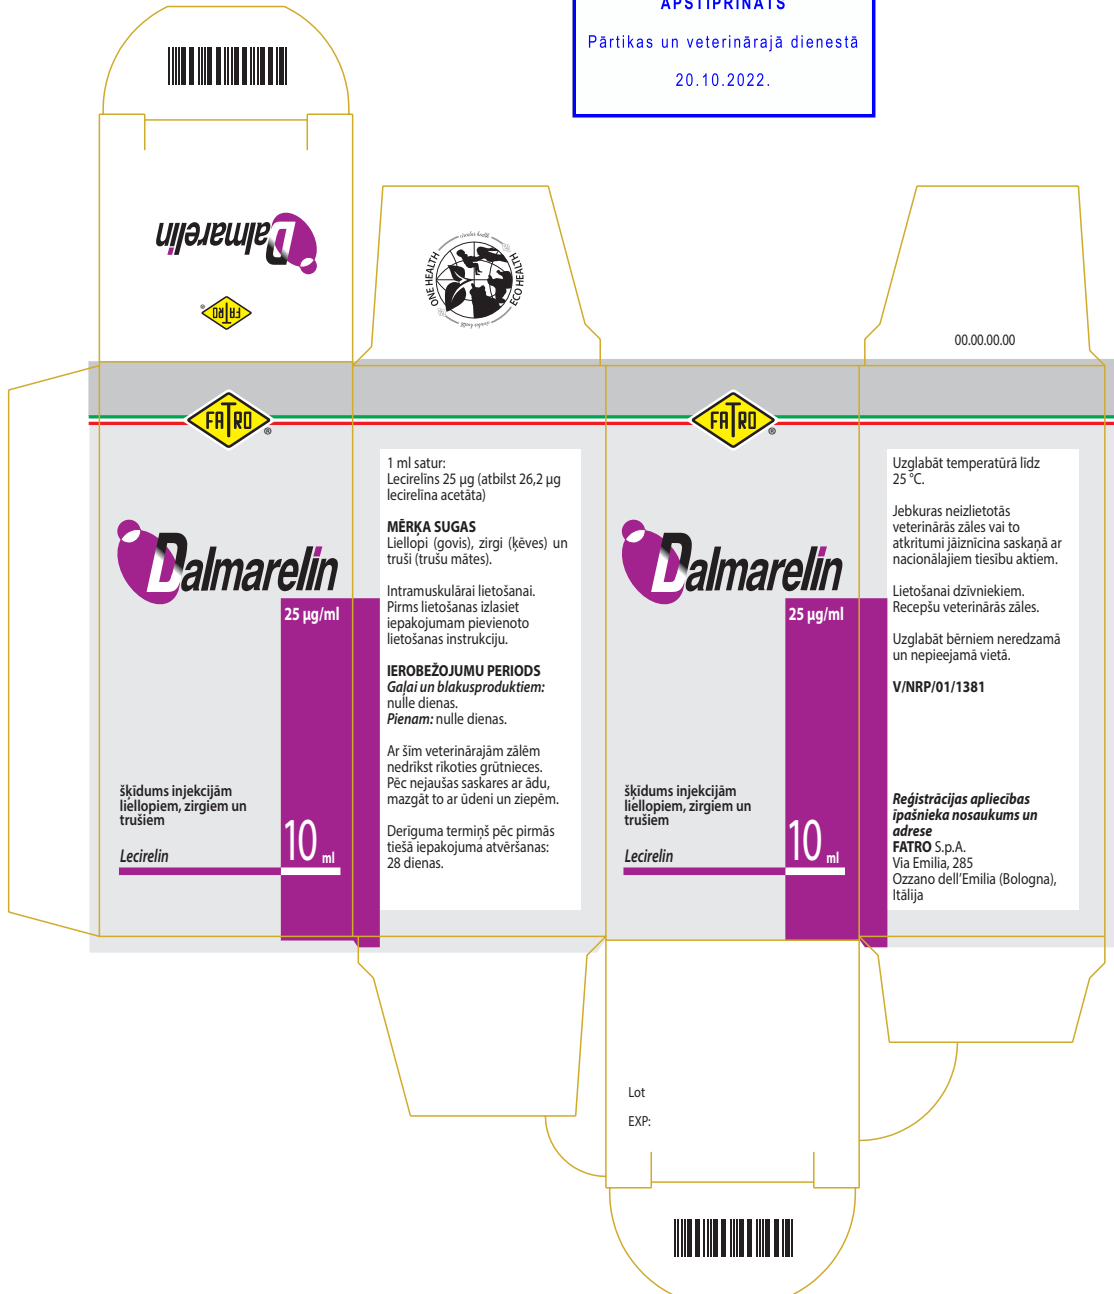 APSTIPRINĀTS
Pārtikas un veterinārajā dienestā
20.10.2022.
Dalmarelin
FATRO
®
circular health
ONE HEALTH
ECO HEALTH
circular health
00.00.00.00
FATRO
®
Dalmarelin
25 µg/ml
šķīdums injekcijām
liellopiem, zirgiem un
trušiem
Lecirelin
10 ml
1 ml satur:
Lecirelīns 25 µg (atbilst 26,2 µg
lecirelīna acetāta)
MĒRĶA SUGAS
Liellopi (govis), zirgi (ķēves) un
truši (trušu mātes).
Intramuskulārai lietošanai.
Pirms lietošanas izlasiet
iepakojumam pievienoto
lietošanas instrukciju.
IEROBEŽOJUMU PERIODS
Gaļai un blakusproduktiem:
nulle dienas.
Pienam: nulle dienas.
Ar šīm veterinārajām zālēm
nedrīkst rīkoties grūtnieces.
Pēc nejaušas saskares ar ādu,
mazgāt to ar ūdeni un ziepēm.
Derīguma termiņš pēc pirmās
tiešā iepakojuma atvēršanas:
28 dienas.
FATRO
®
Dalmarelin
25 µg/ml
šķīdums injekcijām
liellopiem, zirgiem un
trušiem
Lecirelin
10 ml
Uzglabāt temperatūrā līdz
25 °C.
Jebkuras neizlietotās
veterinārās zāles vai to
atkritumi jāiznīcina saskaņā ar
nacionālajiem tiesību aktiem.
Lietošanai dzīvniekiem.
Recepšu veterinārās zāles.
Uzglabāt bērniem neredzamā
un nepieejamā vietā.
V/NRP/01/1381
Reģistrācijas apliecības
īpašnieka nosaukums un
adrese
FATRO S.p.A.
Via Emilia, 285
Ozzano dell’Emilia (Bologna),
Itālija
Lot
EXP: